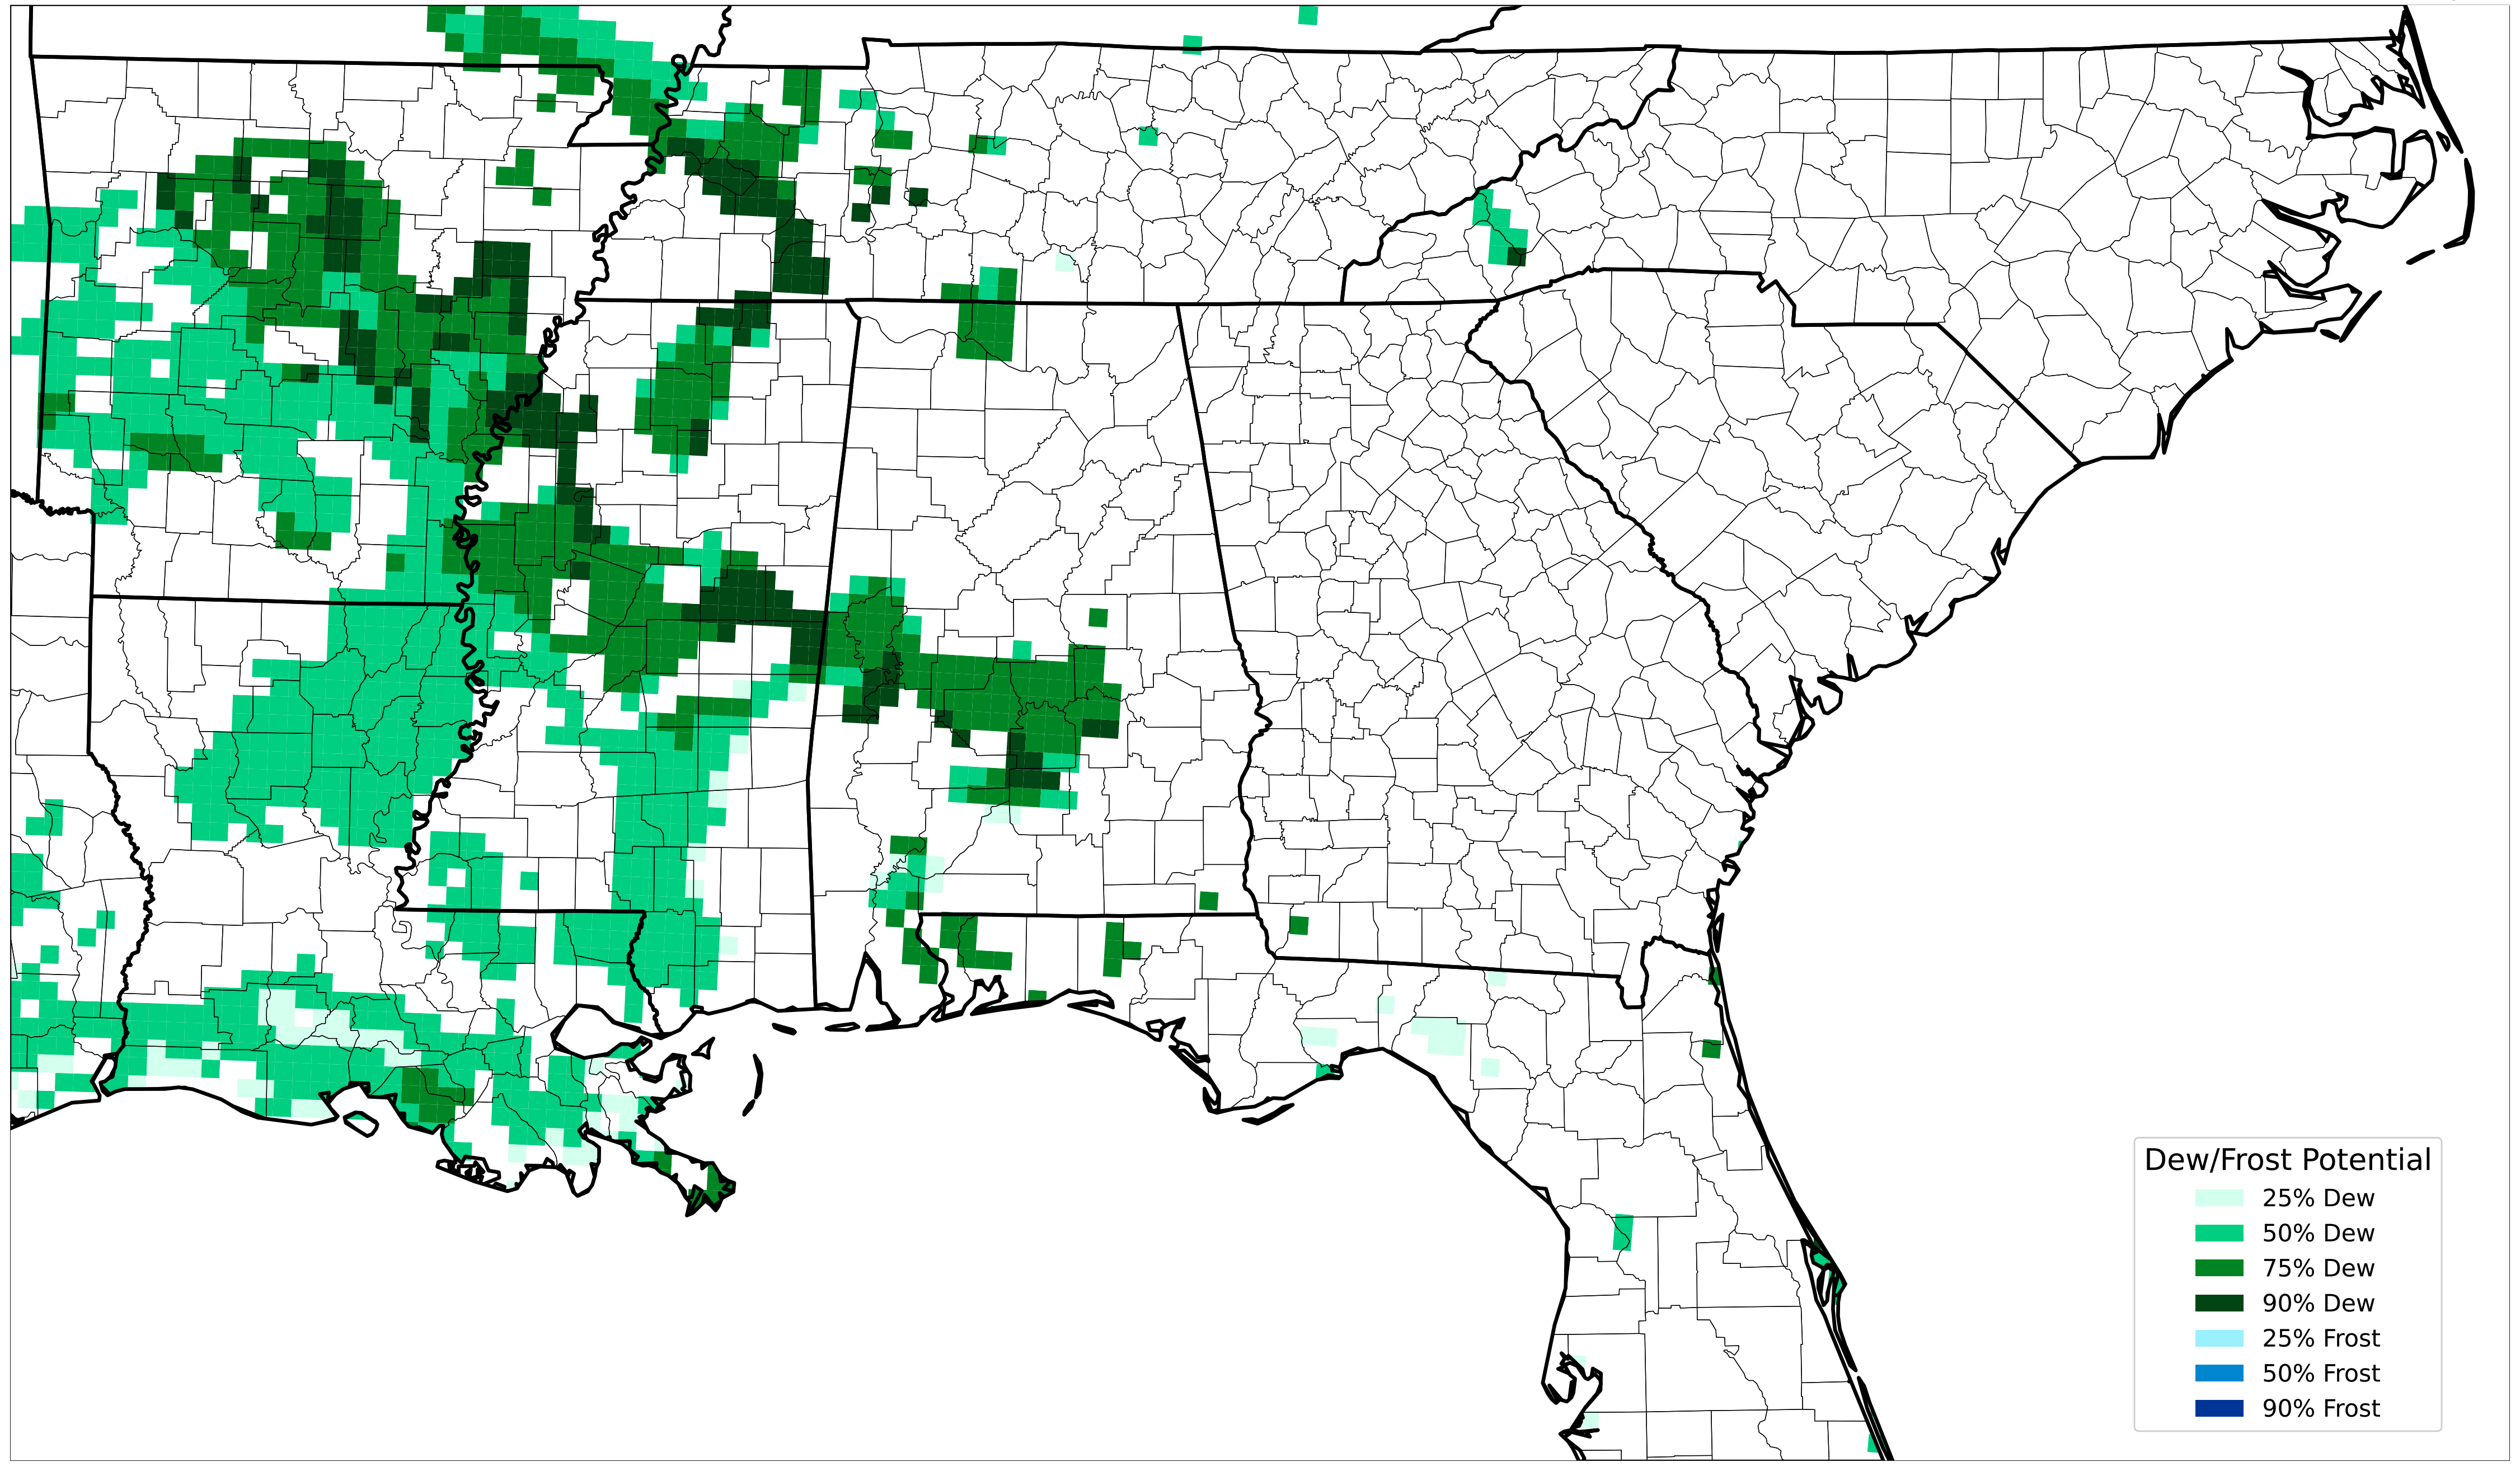 Dew/Frost Potential
25% Dew
50% Dew
75% Dew
90% Dew
25% Frost
50% Frost
90% Frost